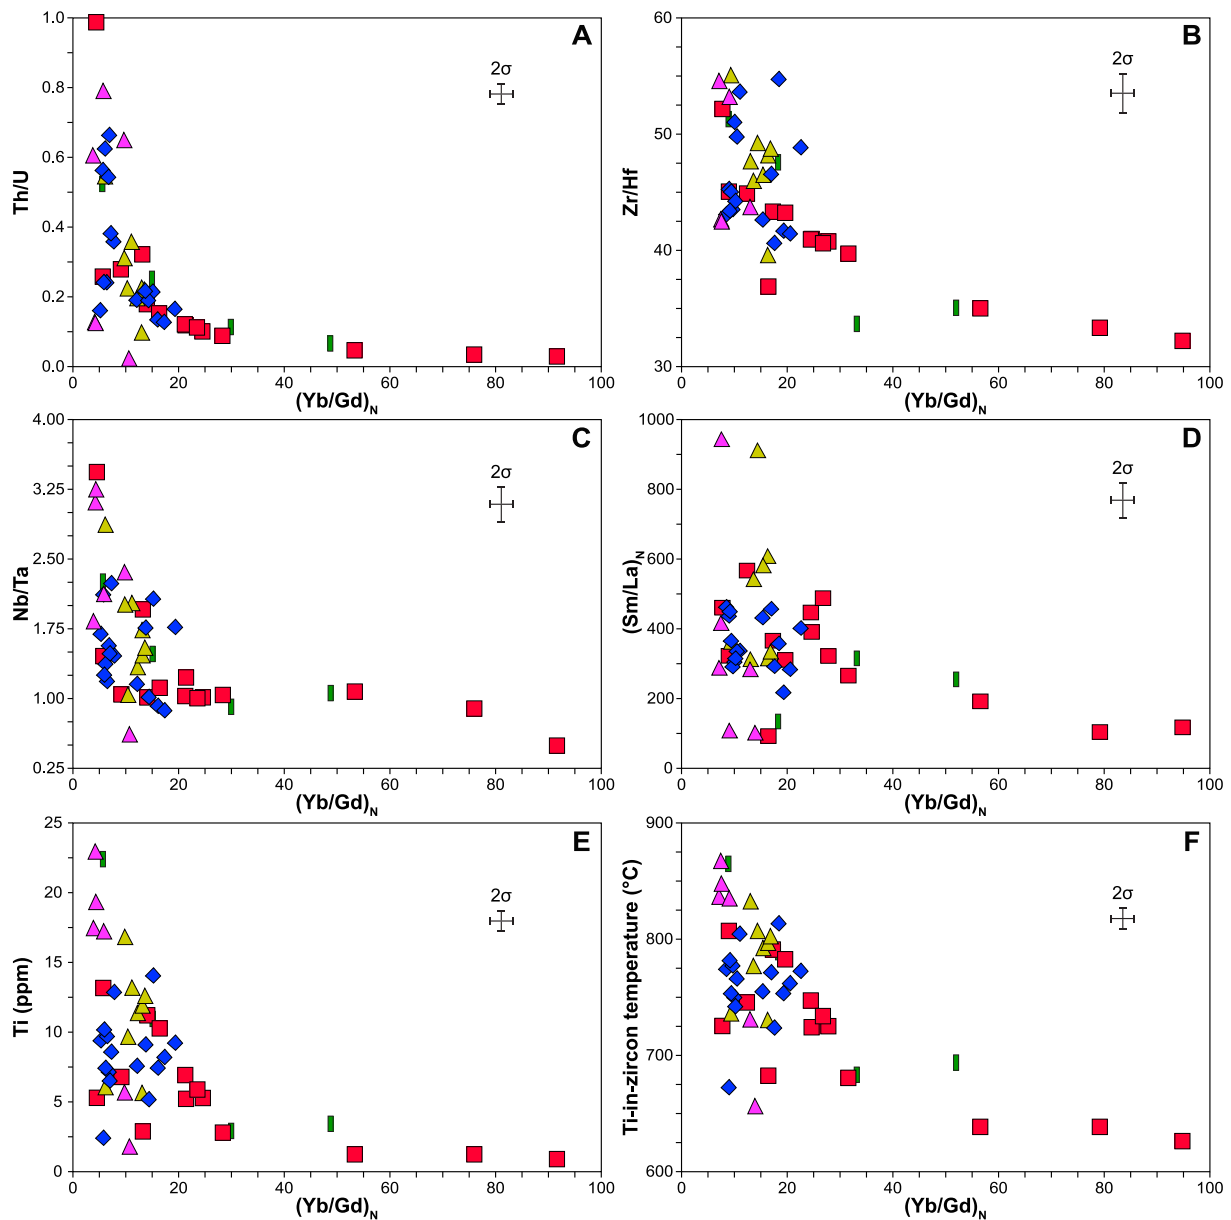 A
Th/U
1.0
0.8
0.6
0.4
0.2
0.0
2σ
0 20 40 60 80 100
(Yb/Gd)N
B
Zr/Hf
60
50
40
30
2σ
0 20 40 60 80 100
(Yb/Gd)N
C
Nb/Ta
4.00
3.25
2.50
1.75
1.00
0.25
2σ
0 20 40 60 80 100
(Yb/Gd)N
D
(Sm/La)N
1000
800
600
400
200
0
2σ
0 20 40 60 80 100
(Yb/Gd)N
E
Ti (ppm)
25
20
15
10
5
0
2σ
0 20 40 60 80 100
(Yb/Gd)N
F
Ti-in-zircon temperature (°C)
900
800
700
600
2σ
0 20 40 60 80 100
(Yb/Gd)N